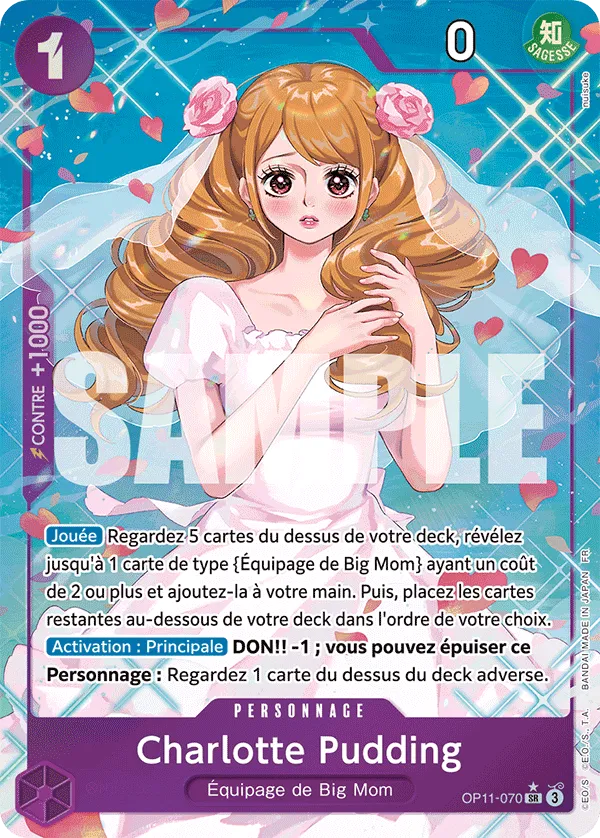 1
0
知
SAGESSE
nuisuke
CONTRE +1000
SAMPLE
Jouée Regardez 5 cartes du dessus de votre deck, révélez
jusqu'à 1 carte de type {Équipage de Big Mom} ayant un coût
de 2 ou plus et ajoutez-la à votre main. Puis, placez les cartes
restantes au-dessous de votre deck dans l'ordre de votre choix.
Activation : Principale DON!! -1 ; vous pouvez épuiser ce
Personnage : Regardez 1 carte du dessus du deck adverse.
©E.O/S ©E.O./S., T.A. BANDAI MADE IN JAPAN FR
PERSONNAGE
Charlotte Pudding
Équipage de Big Mom
OP11-070 SR 3